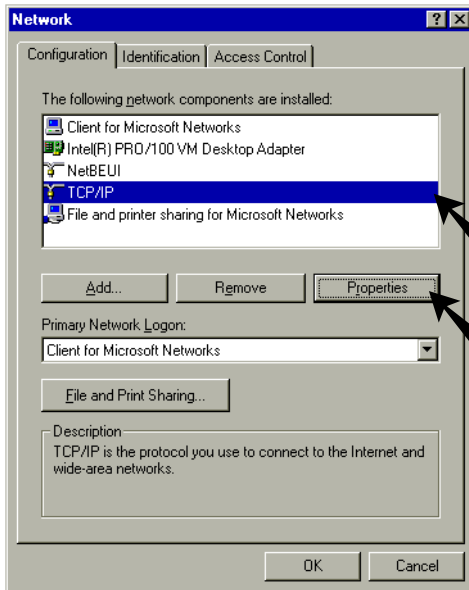 Network
Configuration Identification Access Control
The following network components are installed:
Client for Microsoft Networks
Intel(R) PRO/100 VM Desktop Adapter
NetBEUI
TCP/IP
File and printer sharing for Microsoft Networks
Add... Remove Properties
Primary Network Logon:
Client for Microsoft Networks
File and Print Sharing...
Description
TCP/IP is the protocol you use to connect to the Internet and
wide-area networks.
OK Cancel